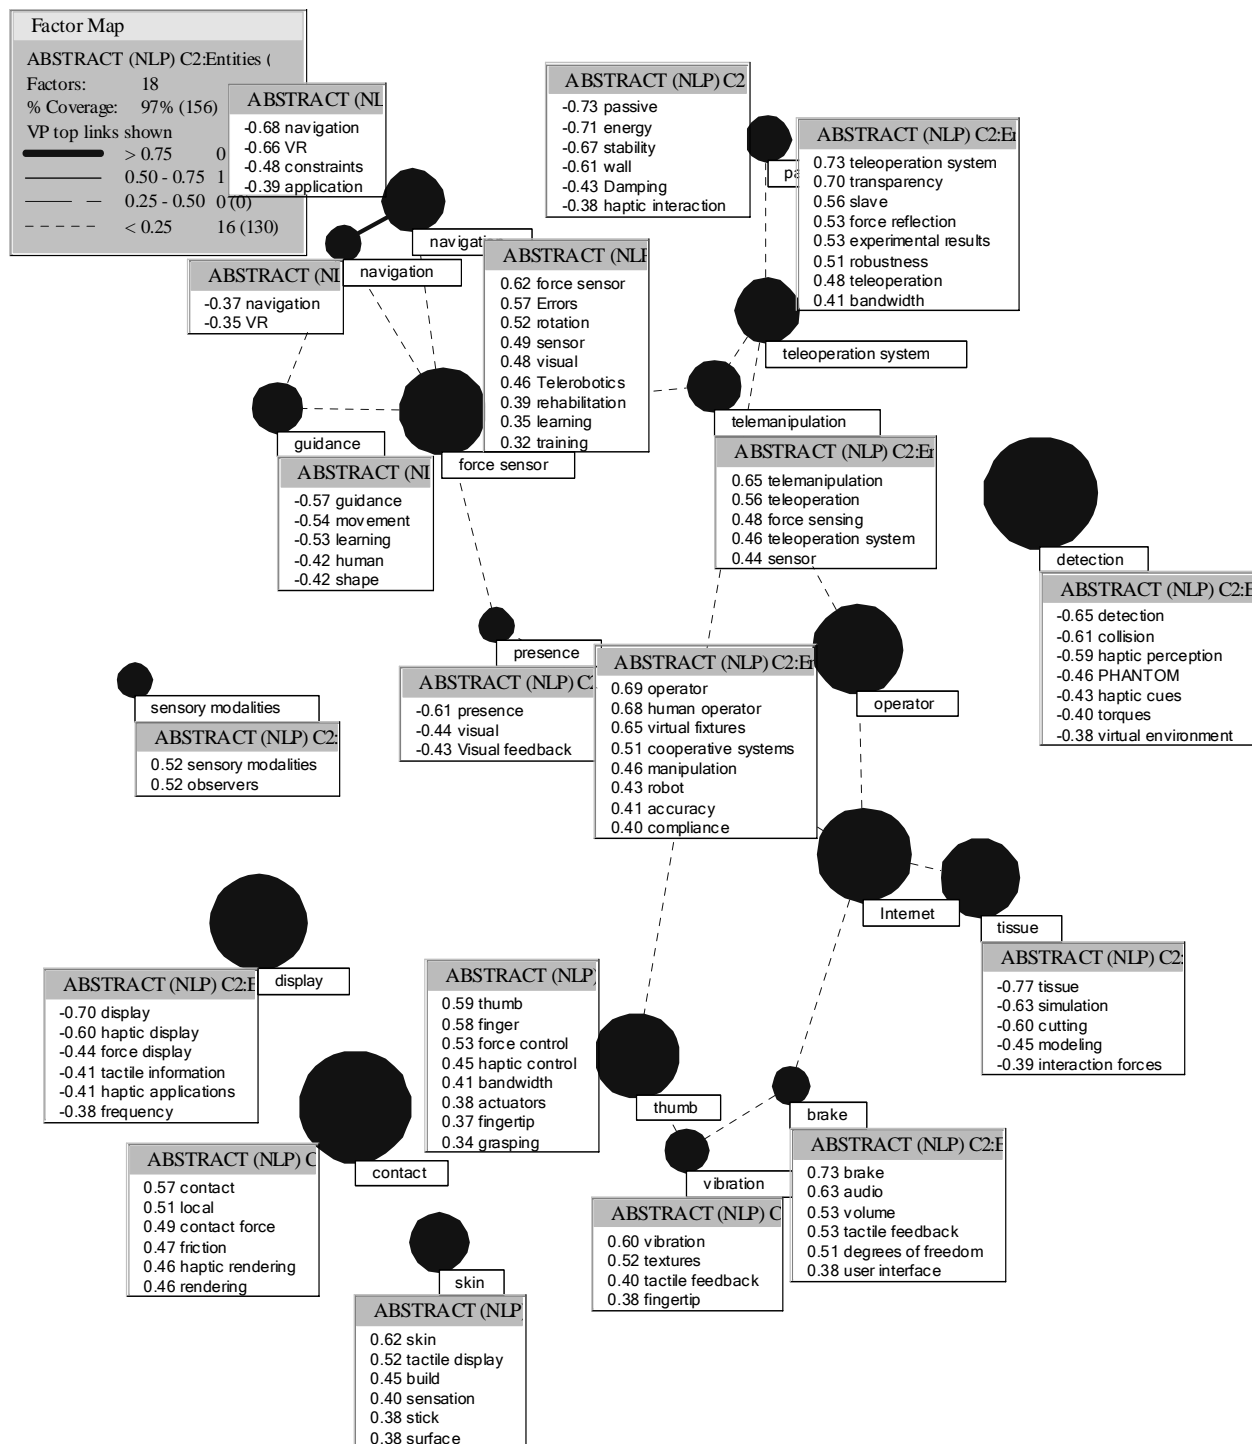 Factor Map
ABSTRACT (NLP) C2:Entities (
Factors: 18
% Coverage: 97% (156)
VP top links shown
> 0.75 0
0.50 - 0.75 1
0.25 - 0.50 0 (0)
< 0.25 16 (130)
ABSTRACT (NL
-0.68 navigation
-0.66 VR
-0.48 constraints
-0.39 application
navigation
navigation
ABSTRACT (NL
-0.37 navigation
-0.35 VR
ABSTRACT (NLP) C2
-0.73 passive
-0.71 energy
-0.67 stability
-0.61 wall
-0.43 Damping
-0.38 haptic interaction
pa
ABSTRACT (NLP) C2:En
0.73 teleoperation system
0.70 transparency
0.56 slave
0.53 force reflection
0.53 experimental results
0.51 robustness
0.48 teleoperation
0.41 bandwidth
teleoperation system
ABSTRACT (NLP
0.62 force sensor
0.57 Errors
0.52 rotation
0.49 sensor
0.48 visual
0.46 Telerobotics
0.39 rehabilitation
0.35 learning
0.32 training
force sensor
guidance
ABSTRACT (NL
-0.57 guidance
-0.54 movement
-0.53 learning
-0.42 human
-0.42 shape
telemanipulation
ABSTRACT (NLP) C2:En
0.65 telemanipulation
0.56 teleoperation
0.48 force sensing
0.46 teleoperation system
0.44 sensor
detection
ABSTRACT (NLP) C2:E
-0.65 detection
-0.61 collision
-0.59 haptic perception
-0.46 PHANTOM
-0.43 haptic cues
-0.40 torques
-0.38 virtual environment
presence
ABSTRACT (NLP) C2
-0.61 presence
-0.44 visual
-0.43 Visual feedback
operator
ABSTRACT (NLP) C2:En
0.69 operator
0.68 human operator
0.65 virtual fixtures
0.51 cooperative systems
0.46 manipulation
0.43 robot
0.41 accuracy
0.40 compliance
sensory modalities
ABSTRACT (NLP) C2:
0.52 sensory modalities
0.52 observers
Internet
tissue
ABSTRACT (NLP) C2:
-0.77 tissue
-0.63 simulation
-0.60 cutting
-0.45 modeling
-0.39 interaction forces
display
ABSTRACT (NLP) C2:E
-0.70 display
-0.60 haptic display
-0.44 force display
-0.41 tactile information
-0.41 haptic applications
-0.38 frequency
ABSTRACT (NLP)
0.59 thumb
0.58 finger
0.53 force control
0.45 haptic control
0.41 bandwidth
0.38 actuators
0.37 fingertip
0.34 grasping
thumb
brake
ABSTRACT (NLP) C2:E
0.73 brake
0.63 audio
0.53 volume
0.53 tactile feedback
0.51 degrees of freedom
0.38 user interface
contact
ABSTRACT (NLP) C
0.57 contact
0.51 local
0.49 contact force
0.47 friction
0.46 haptic rendering
0.46 rendering
vibration
ABSTRACT (NLP) C
0.60 vibration
0.52 textures
0.40 tactile feedback
0.38 fingertip
skin
ABSTRACT (NLP
0.62 skin
0.52 tactile display
0.45 build
0.40 sensation
0.38 stick
0.38 surface